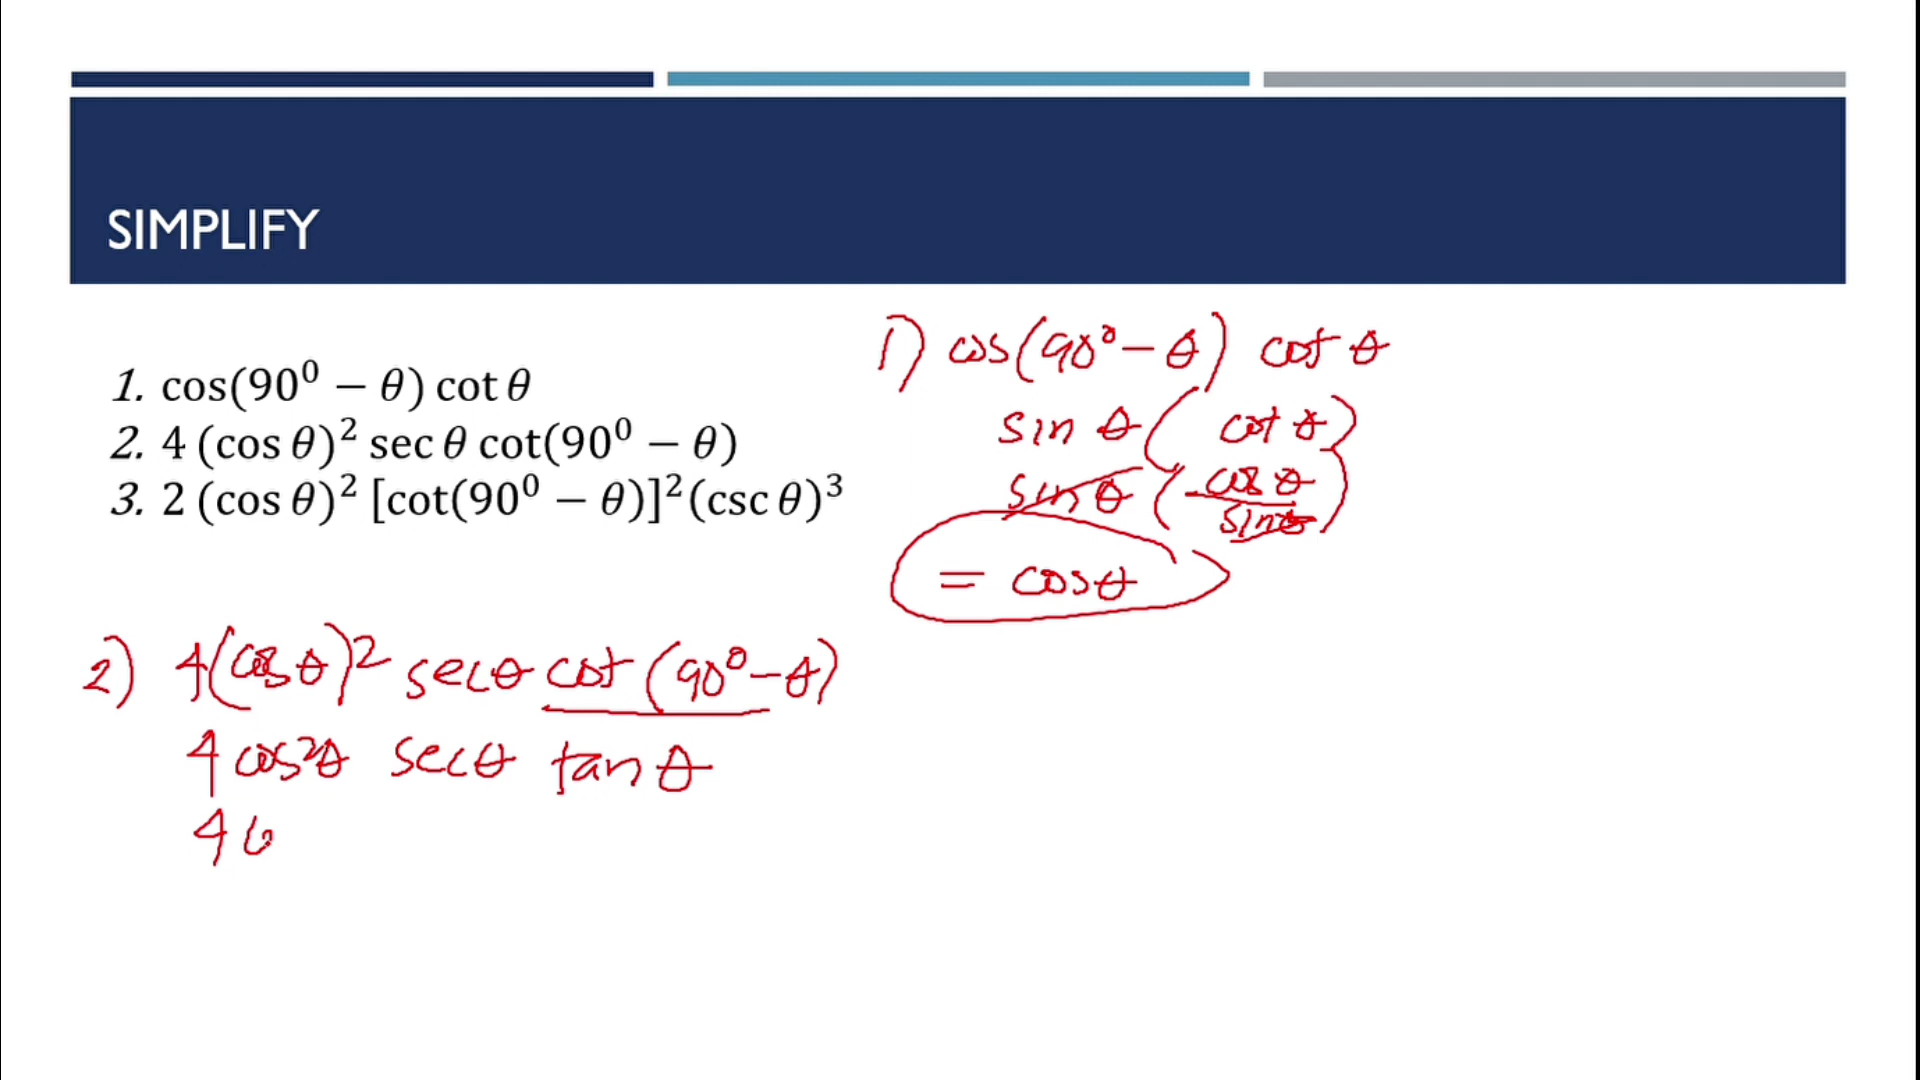 SIMPLIFY
1. cos(90⁰ − θ) cot θ
2. 4 (cos θ)² sec θ cot(90⁰ − θ)
3. 2 (cos θ)² [cot(90⁰ − θ)]² (csc θ)³
1) cos(90° − θ) cot θ
sin θ (cot θ)
sin θ (cos θ / sin θ)
= cos θ
2) 4(cos θ)² sec θ cot (90° − θ)
4 cos²θ sec θ tan θ
4 c